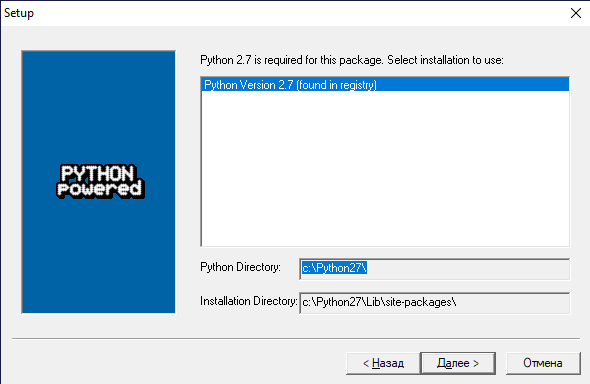 Setup
Python 2.7 is required for this package. Select installation to use:
Python Version 2.7 (found in registry)
PYTHON
powered
Python Directory: c:\Python27\
Installation Directory: c:\Python27\Lib\site-packages\
< Назад Далее > Отмена